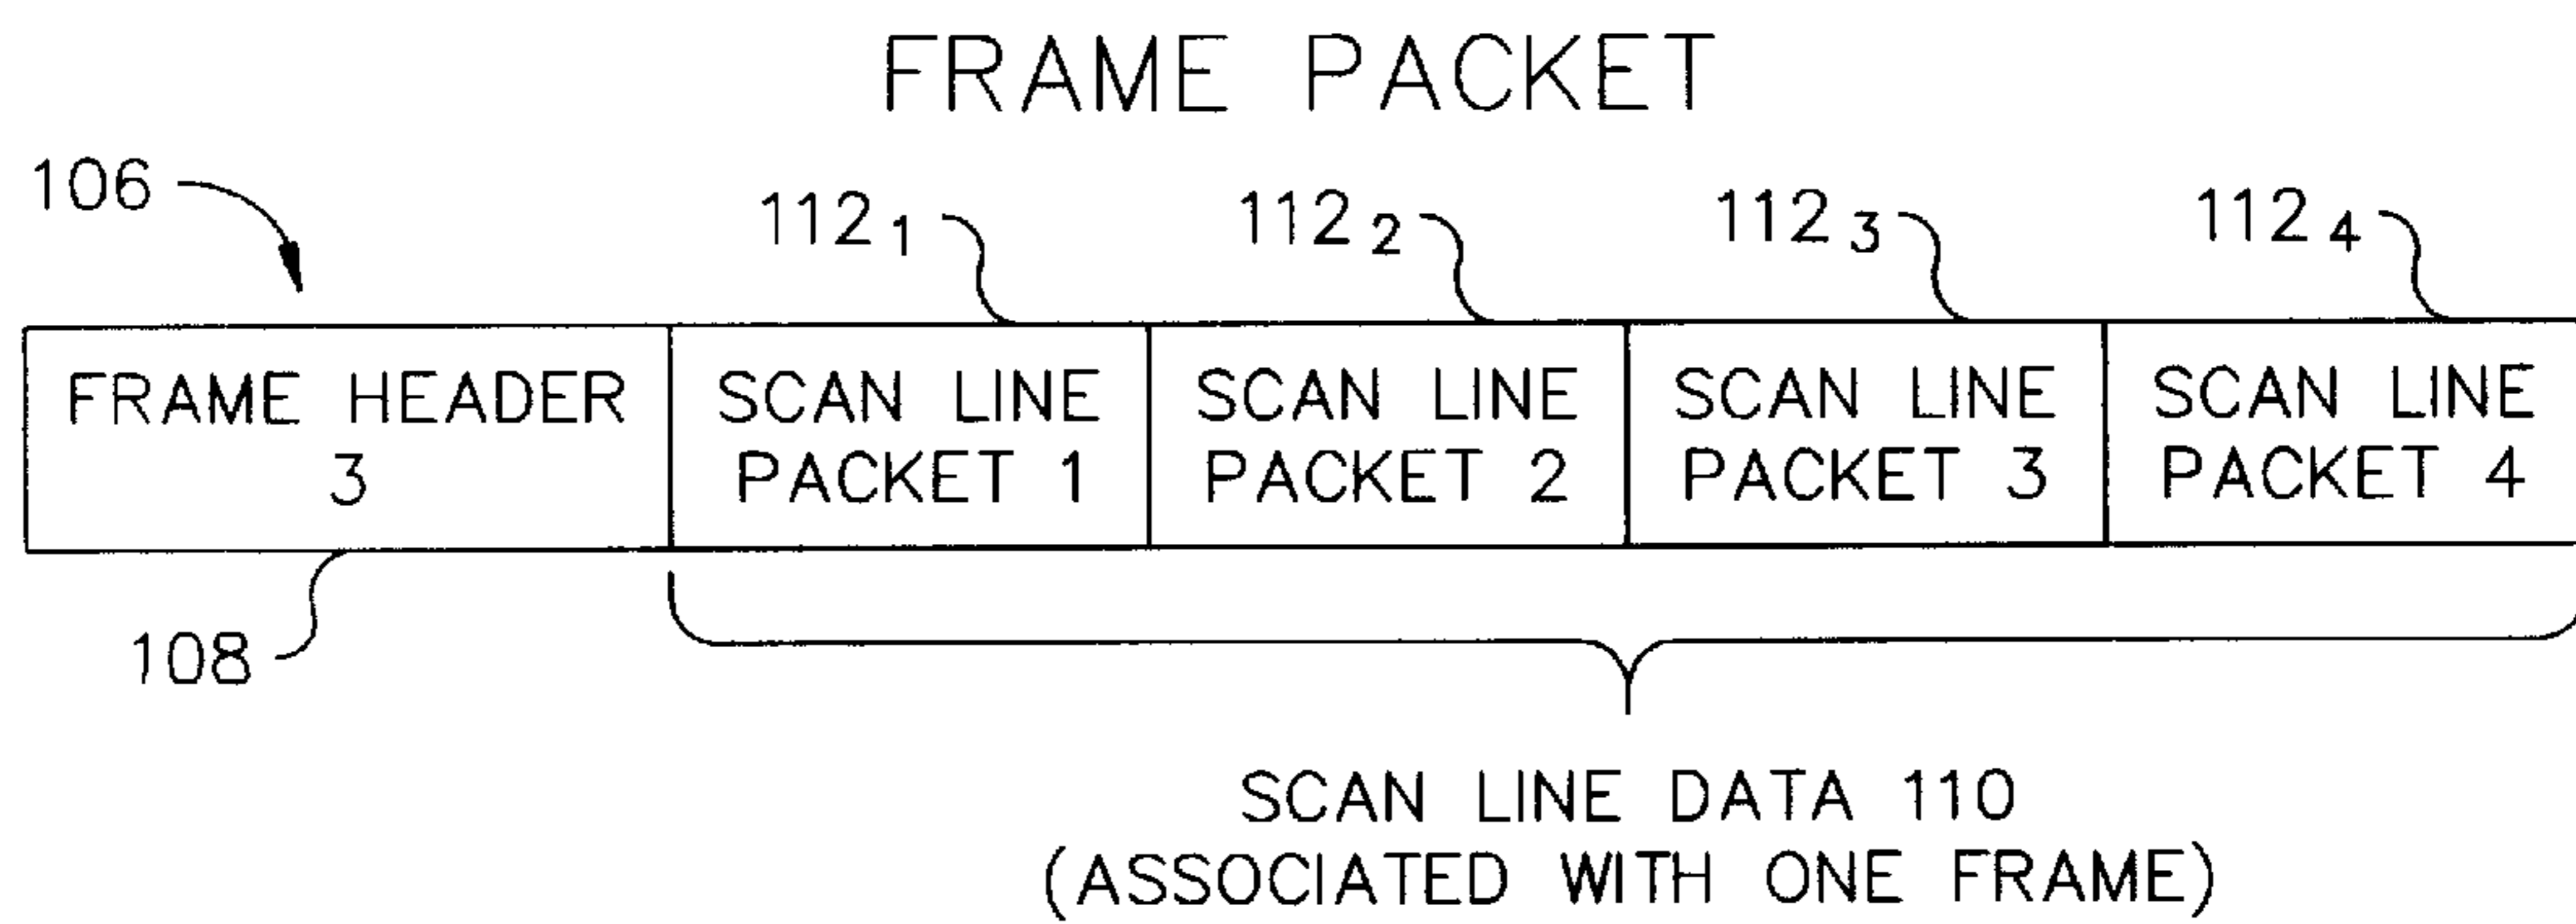 FRAME PACKET
106
112₁
112₂
112₃
112₄
FRAME HEADER
3
SCAN LINE
PACKET 1
SCAN LINE
PACKET 2
SCAN LINE
PACKET 3
SCAN LINE
PACKET 4
108
SCAN LINE DATA 110
(ASSOCIATED WITH ONE FRAME)